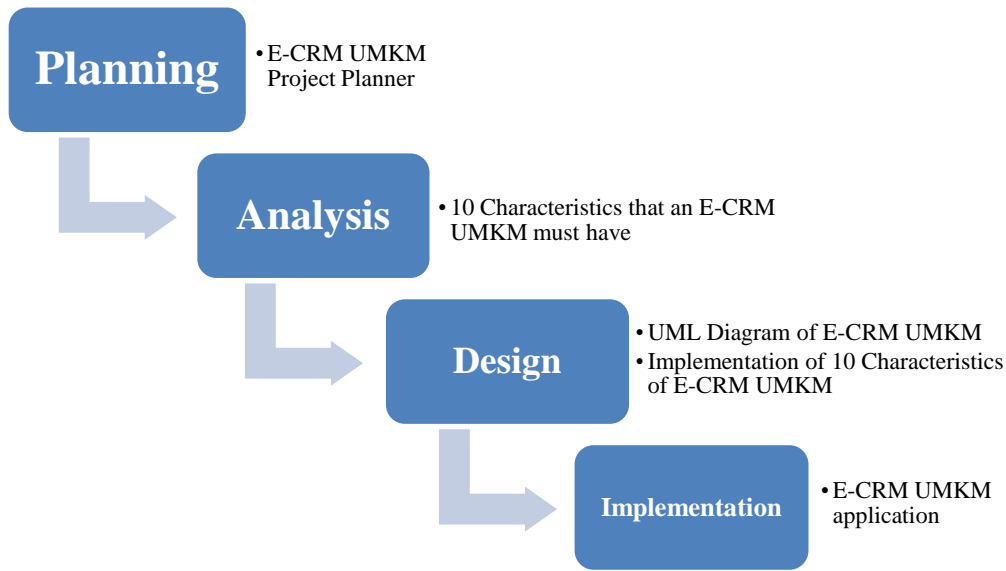 Planning
• E-CRM UMKM
Project Planner
Analysis
• 10 Characteristics that an E-CRM
UMKM must have
Design
• UML Diagram of E-CRM UMKM
• Implementation of 10 Characteristics
of E-CRM UMKM
Implementation
• E-CRM UMKM
application